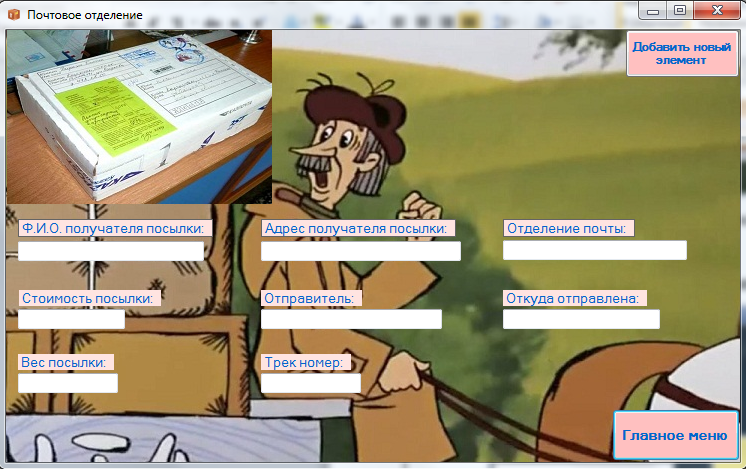 Почтовое отделение
Добавить новый
элемент
Ф.И.О. получателя посылки:
Адрес получателя посылки:
Отделение почты:
Стоимость посылки:
Отправитель:
Откуда отправлена:
Вес посылки:
Трек номер:
Главное меню